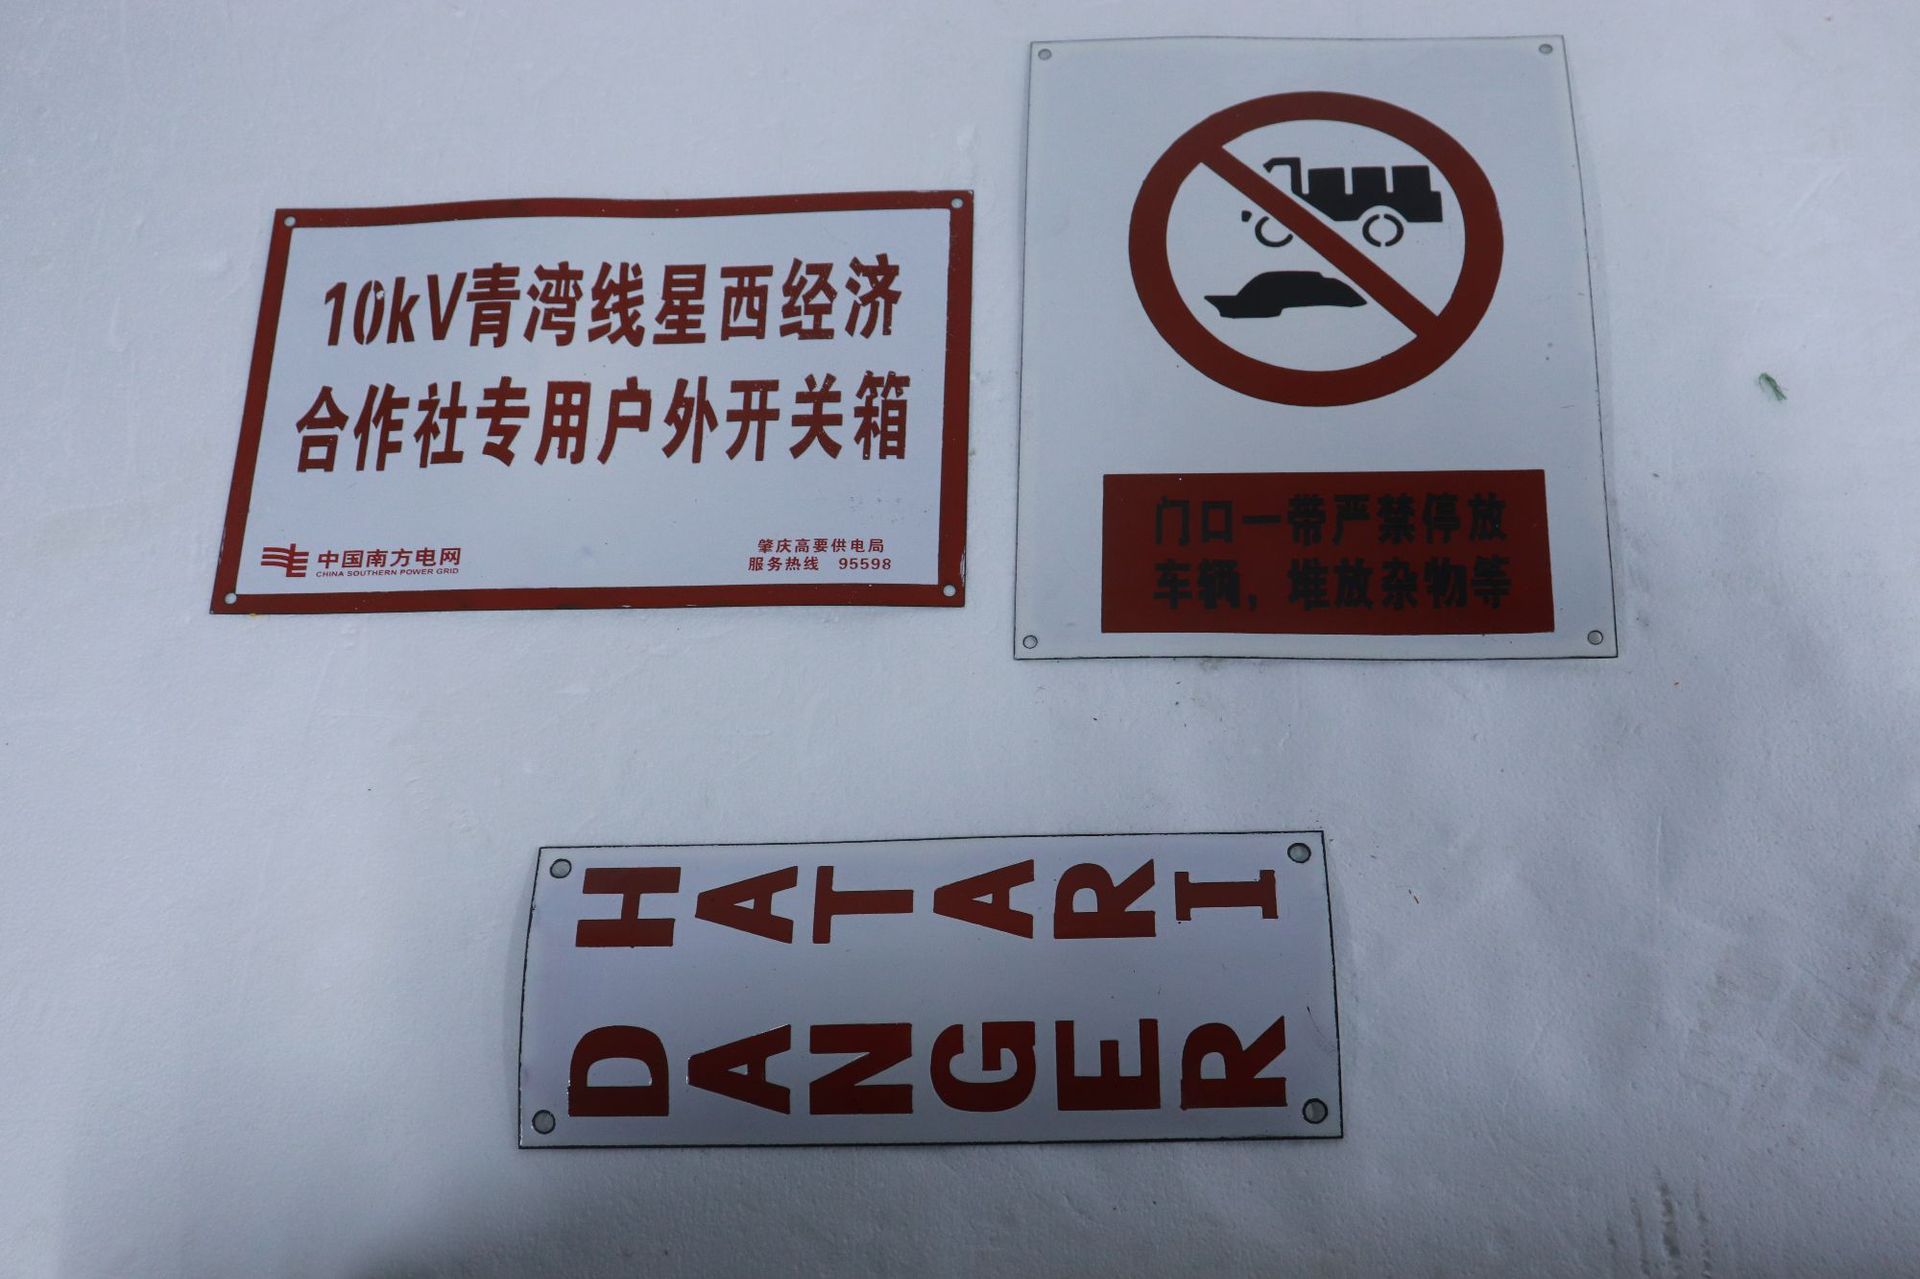 10kV青湾线星西经济
合作社专用户外开关箱
中国南方电网
CHINA SOUTHERN POWER GRID
肇庆高要供电局
服务热线 95598
门口一带严禁停放
车辆，堆放杂物等
HATARI
DANGER